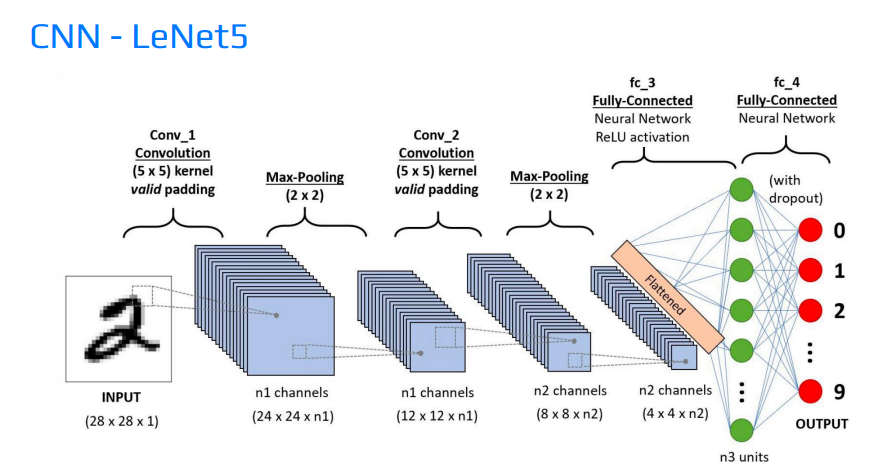 CNN - LeNet5
Conv_1
Convolution
(5 x 5) kernel
valid padding
Max-Pooling
(2 x 2)
Conv_2
Convolution
(5 x 5) kernel
valid padding
Max-Pooling
(2 x 2)
fc_3
Fully-Connected
Neural Network
ReLU activation
fc_4
Fully-Connected
Neural Network
(with
dropout)
Flattened
0
1
2
9
OUTPUT
INPUT
(28 x 28 x 1)
n1 channels
(24 x 24 x n1)
n1 channels
(12 x 12 x n1)
n2 channels
(8 x 8 x n2)
n2 channels
(4 x 4 x n2)
n3 units